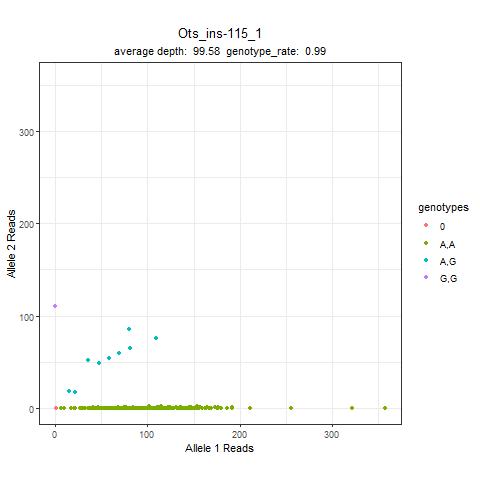 Ots_ins-115_1
average depth: 99.58 genotype_rate: 0.99
300
200
100
0
Allele 2 Reads
0 100 200 300
Allele 1 Reads
genotypes
0
A,A
A,G
G,G